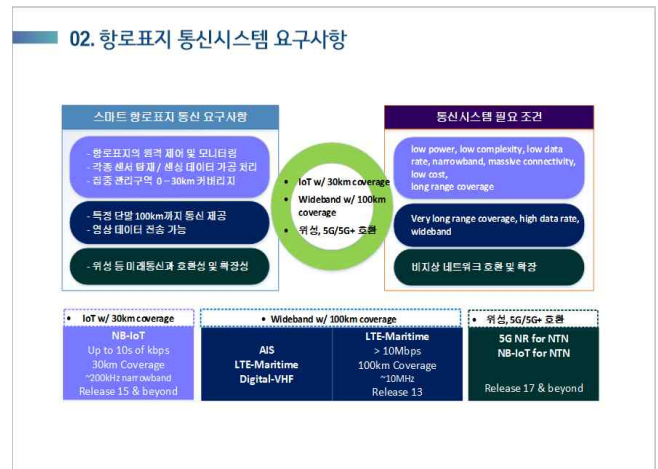 02. 항로표지 통신시스템 요구사항
스마트 항로표지 통신 요구사항
- 항로표지의 원격 제어 및 모니터링
- 각종 센서 탑재 / 센싱 데이터 가공 처리
- 집중 관리구역 0 – 30km 커버리지
- 특정 단말 100km까지 통신 제공
- 영상 데이터 전송 가능
- 위성 등 미래통신과 호환성 및 확장성
• IoT w/ 30km coverage
• Wideband w/ 100km
coverage
• 위성, 5G/5G+ 호환
통신시스템 필요 조건
low power, low complexity, low data
rate, narrowband, massive connectivity,
low cost,
long range coverage
Very long range coverage, high data rate,
wideband
비지상 네트워크 호환 및 확장
• IoT w/ 30km coverage
NB-IoT
Up to 10s of kbps
30km Coverage
~200kHz narrowband
Release 15 & beyond
• Wideband w/ 100km coverage
AIS
LTE-Maritime
Digital-VHF
LTE-Maritime
> 10Mbps
100km Coverage
~10MHz
Release 13
• 위성, 5G/5G+ 호환
5G NR for NTN
NB-IoT for NTN
Release 17 & beyond